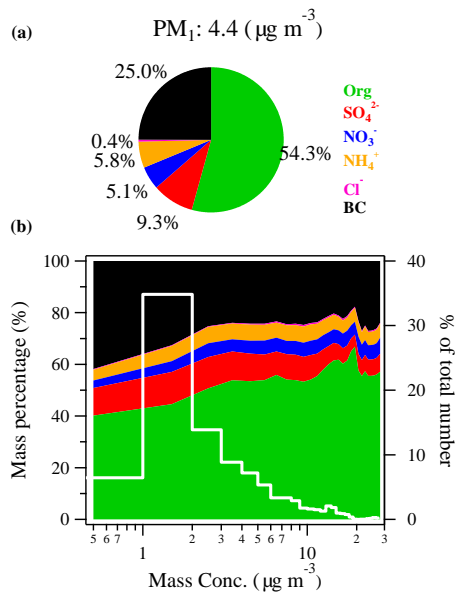 (a)
PM₁: 4.4 (μg m⁻³)
25.0%
0.4%
5.8%
5.1%
9.3%
54.3%
Org
SO₄²⁻
NO₃⁻
NH₄⁺
Cl⁻
BC
(b)
100
80
60
40
20
0
Mass percentage (%)
40
30
20
10
0
% of total number
5 6 7 1 2 3 4 5 6 7 10 2 3
Mass Conc. (μg m⁻³)